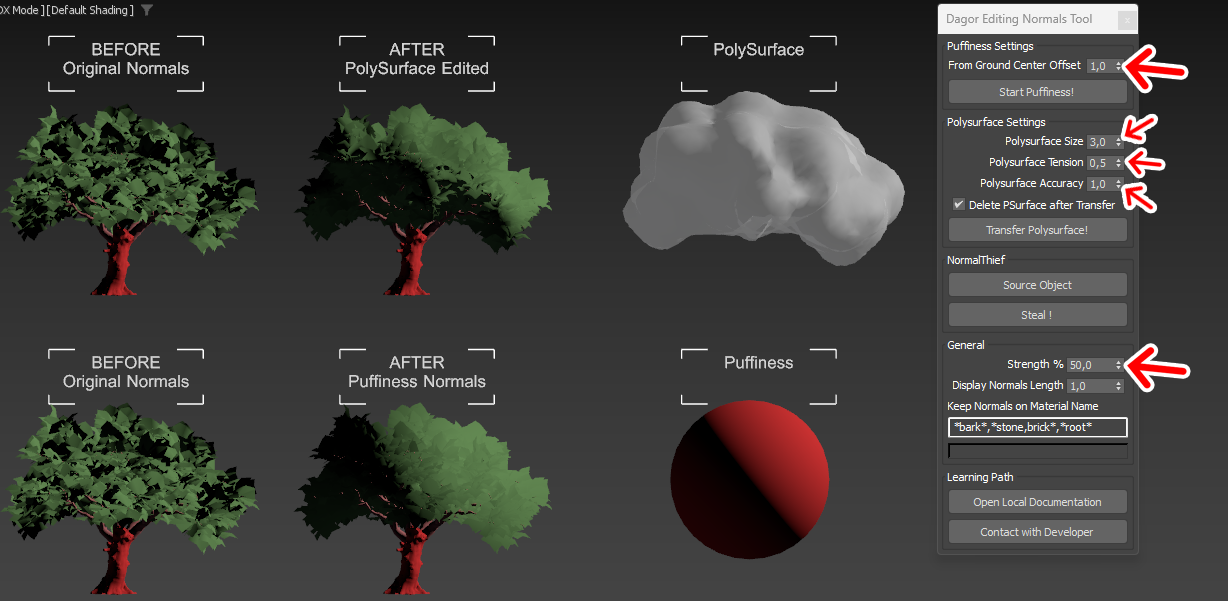 DX Mode ] [Default Shading ]
BEFORE
Original Normals
AFTER
PolySurface Edited
PolySurface
BEFORE
Original Normals
AFTER
Puffiness Normals
Puffiness
Dagor Editing Normals Tool
x
Puffiness Settings
From Ground Center Offset 1,0
Start Puffiness!
Polysurface Settings
Polysurface Size 3,0
Polysurface Tension 0,5
Polysurface Accuracy 1,0
Delete PSurface after Transfer
Transfer Polysurface!
NormalThief
Source Object
Steal !
General
Strength % 50,0
Display Normals Length 1,0
Keep Normals on Material Name
*bark*,*stone,brick*,*root*
Learning Path
Open Local Documentation
Contact with Developer